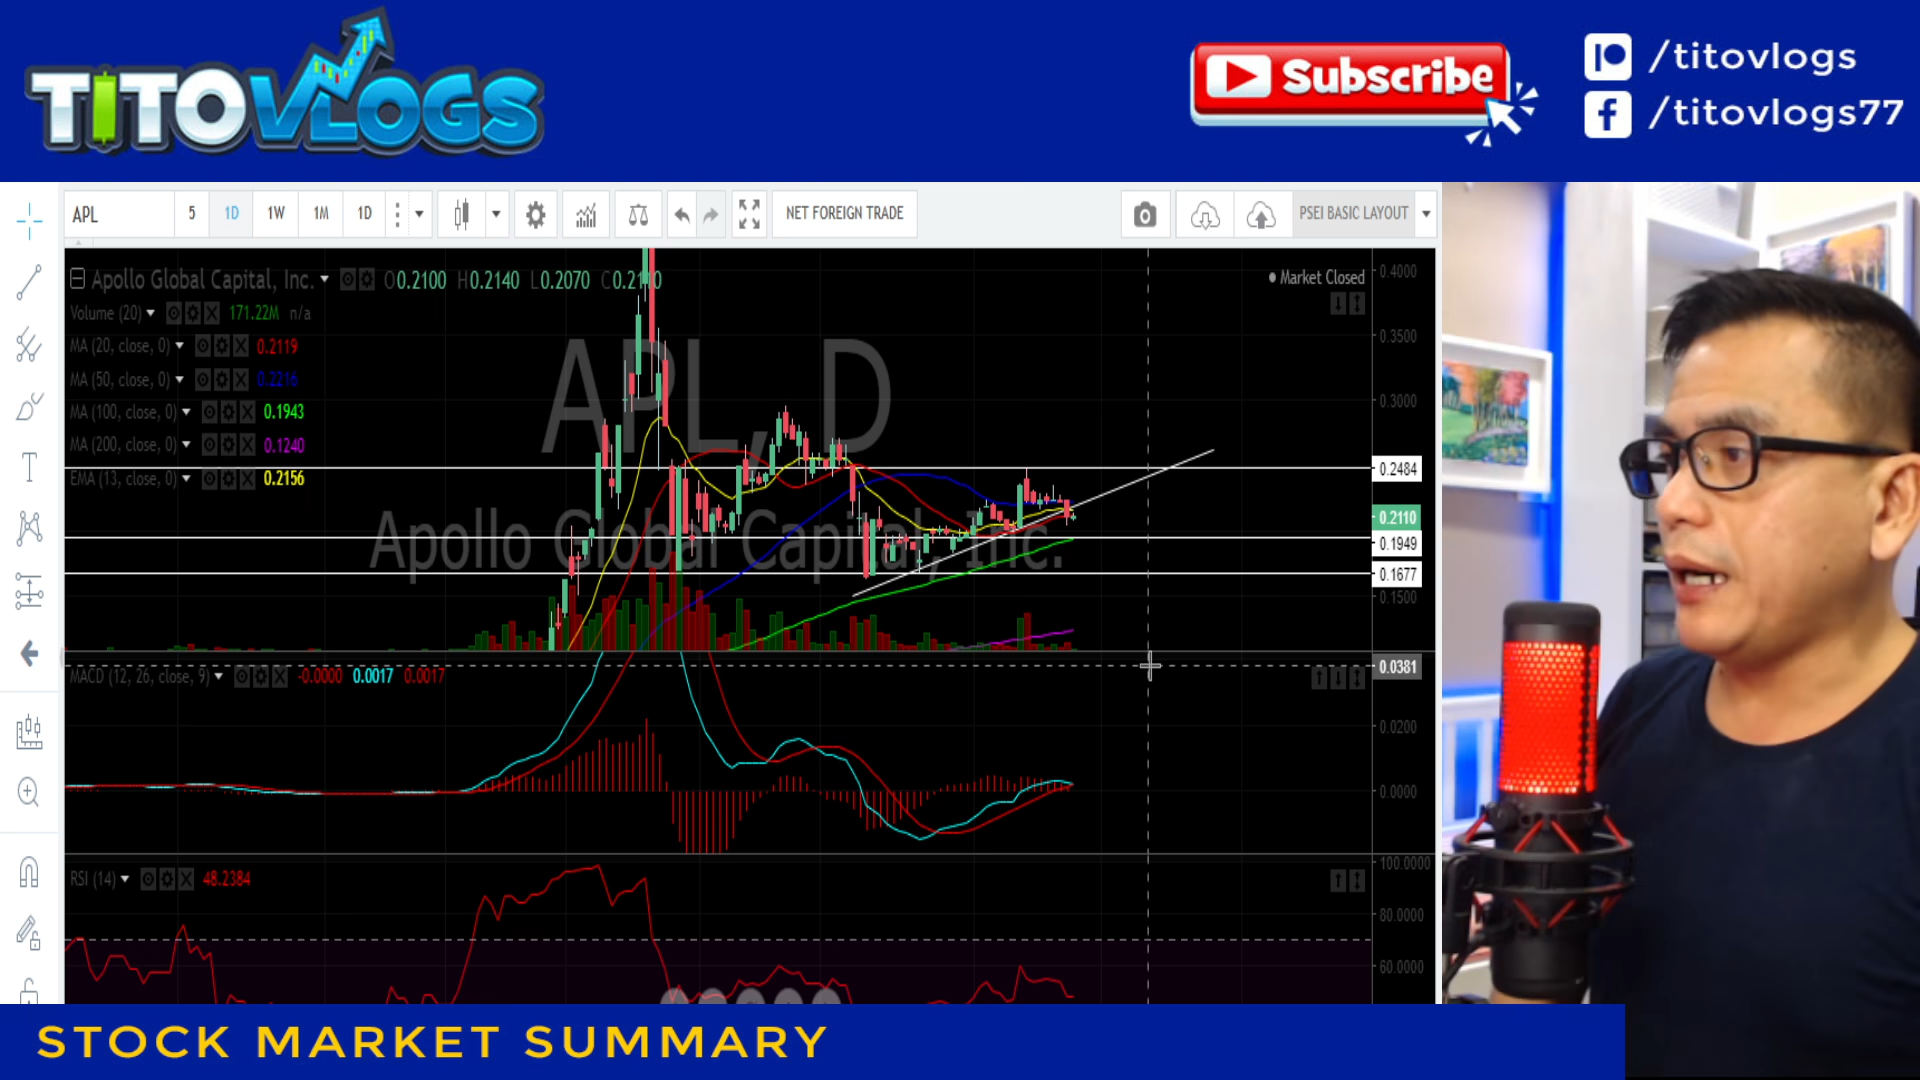 TITOVLOGS
Subscribe
/titovlogs
/titovlogs77
APL 5 1D 1W 1M 1D NET FOREIGN TRADE PSEI BASIC LAYOUT
Apollo Global Capital, Inc. O0.2100 H0.2140 L0.2070 C0.2110
Market Closed
Volume (20) 171.22M n/a
MA (20, close, 0) 0.2119
MA (50, close, 0) 0.2216
MA (100, close, 0) 0.1943
MA (200, close, 0) 0.1240
EMA (13, close, 0) 0.2156
APL, D
Apollo Global Capital, Inc.
0.4000
0.3500
0.3000
0.2484
0.2110
0.1949
0.1677
0.1500
MACD (12, 26, close, 9) -0.0000 0.0017 0.0017
0.0381
0.0200
0.0000
RSI (14) 48.2384
100.0000
80.0000
60.0000
STOCK MARKET SUMMARY